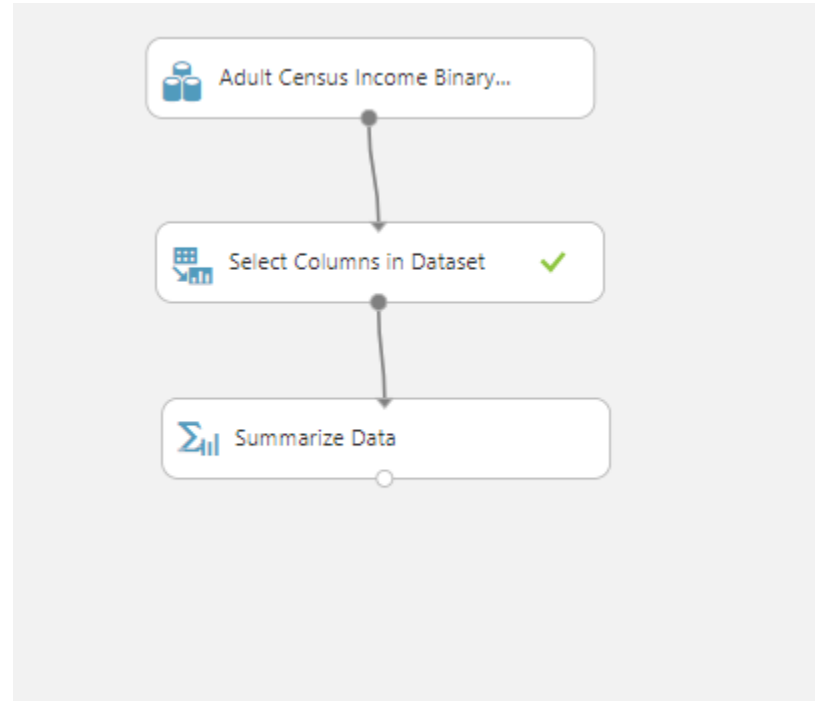 Adult Census Income Binary...
Select Columns in Dataset
Summarize Data